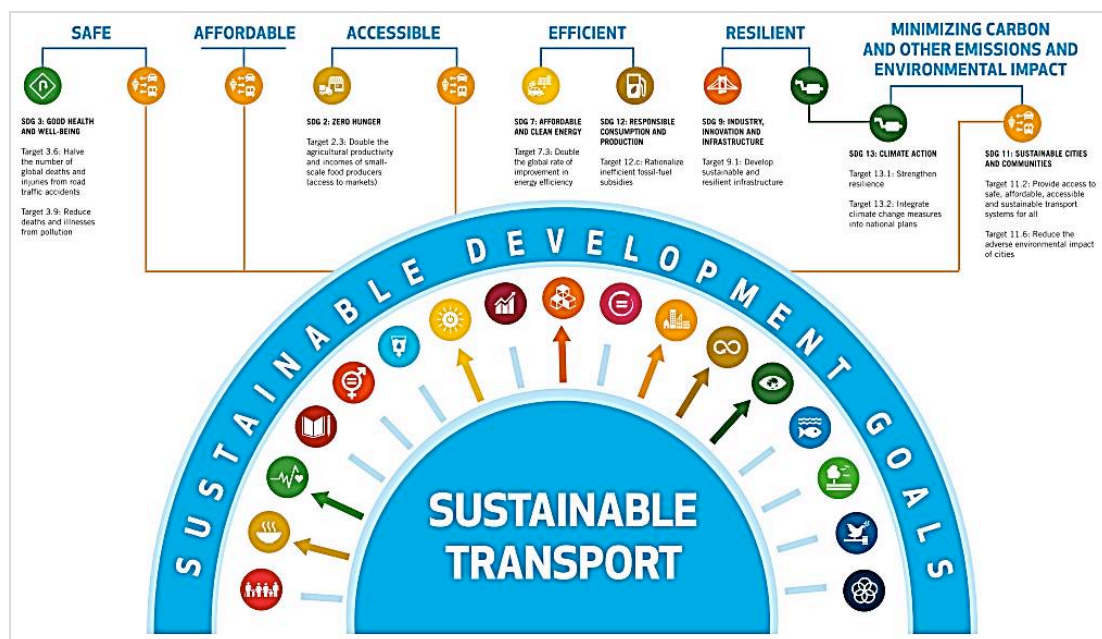 SAFE
AFFORDABLE
ACCESSIBLE
EFFICIENT
RESILIENT
MINIMIZING CARBON
AND OTHER EMISSIONS AND
ENVIRONMENTAL IMPACT
SDG 3: GOOD HEALTH
AND WELL-BEING
Target 3.6: Halve
the number of
global deaths and
injuries from road
traffic accidents
Target 3.9: Reduce
deaths and illnesses
from pollution
SDG 2: ZERO HUNGER
Target 2.3: Double the
agricultural productivity
and incomes of small-
scale food producers
(access to markets)
SDG 7: AFFORDABLE
AND CLEAN ENERGY
Target 7.3: Double
the global rate of
improvement in
energy efficiency
SDG 12: RESPONSIBLE
CONSUMPTION AND
PRODUCTION
Target 12.c: Rationalize
inefficient fossil-fuel
subsidies
SDG 9: INDUSTRY,
INNOVATION AND
INFRASTRUCTURE
Target 9.1: Develop
sustainable and
resilient infrastructure
SDG 13: CLIMATE ACTION
Target 13.1: Strengthen
resilience
Target 13.2: Integrate
climate change measures
into national plans
SDG 11: SUSTAINABLE CITIES
AND COMMUNITIES
Target 11.2: Provide access to
safe, affordable, accessible
and sustainable transport
systems for all
Target 11.6: Reduce the
adverse environmental impact
of cities
SUSTAINABLE DEVELOPMENT GOALS
SUSTAINABLE
TRANSPORT